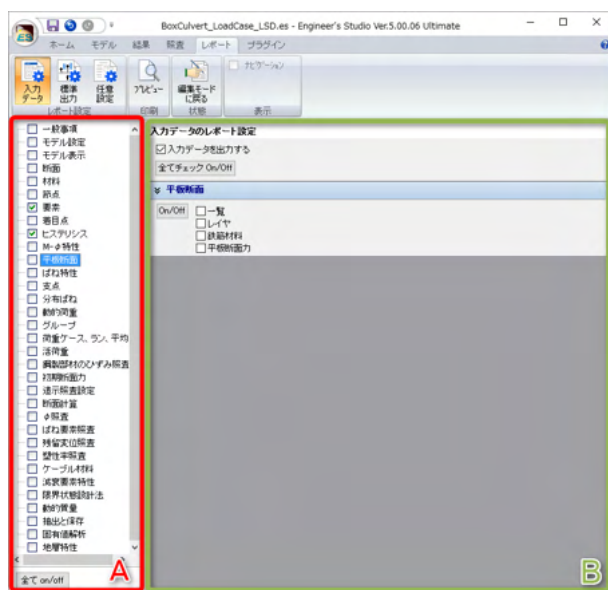 BoxCulvert_LoadCase_LSD.es - Engineer's Studio Ver.5.00.06 Ultimate
ES
ホーム モデル 結果 照査 レポート プラグイン
入力データ
標準出力
任意設定
プレビュー
編集モードに戻る
ナビゲーション
レポート設定 印刷 状態 表示
一般事項
モデル設定
モデル表示
断面
材料
節点
要素
着目点
ヒステリシス
M-φ特性
平板断面
ばね特性
支点
分布ばね
動的荷重
グループ
荷重ケース、ラン、平均
活荷重
鋼製部材のひずみ照査
初期断面力
道示照査設定
断面計算
φ照査
ばね要素照査
残留変位照査
塑性率照査
ケーブル材料
減衰要素特性
限界状態設計法
動的質量
抽出と保存
固有値解析
地層特性
全て on/off
A
入力データのレポート設定
入力データを出力する
全てチェック On/Off
平板断面
On/Off 一覧
レイヤ
鉄筋材料
平板断面力
B